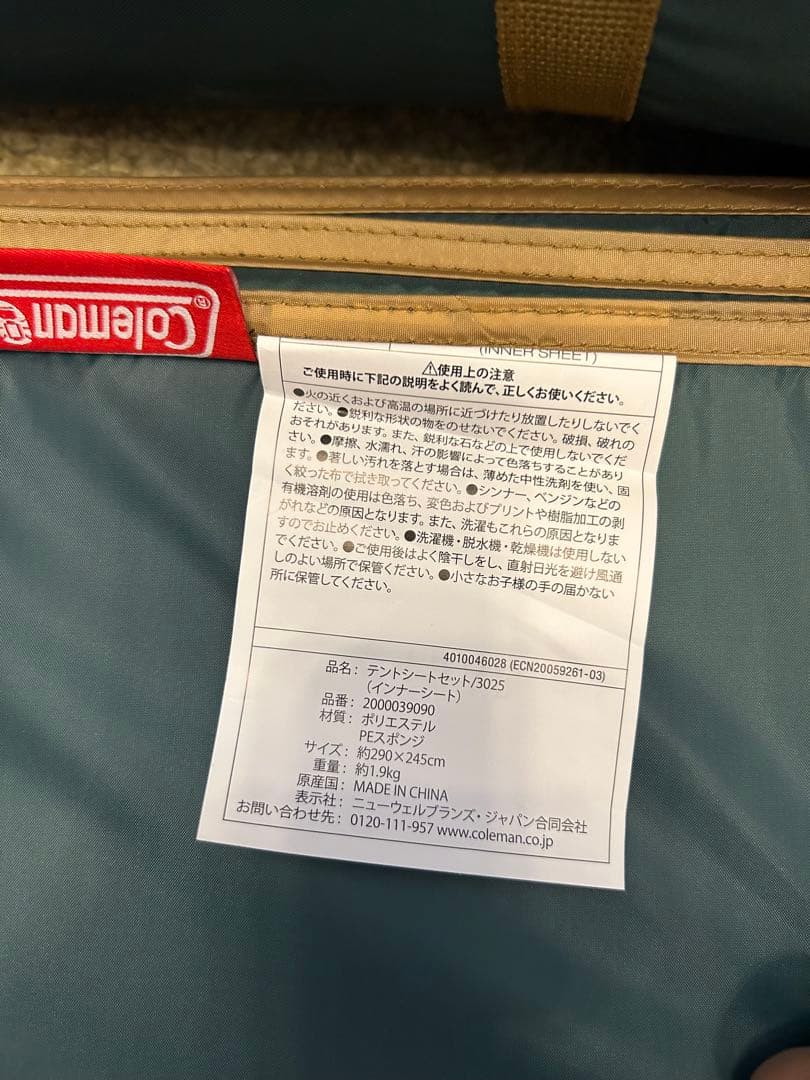 Coleman®
(INNER SHEET)
⚠使用上の注意
ご使用時に下記の説明をよく読んで、正しくお使いください。
●火の近くおよび高温の場所に近づけたり放置したりしないでく
ださい。●鋭利な形状の物をのせないでください。破損、破れの
おそれがあります。また、鋭利な石などの上で使用しないでくだ
さい。●摩擦、水濡れ、汗の影響によって色落ちすることがあり
ます。●著しい汚れを落とす場合は、薄めた中性洗剤を使い、固
く絞った布で拭き取ってください。●シンナー、ベンジンなどの
有機溶剤の使用は色落ち、変色およびプリントや樹脂加工の剥
がれなどの原因となります。また、洗濯もこれらの原因となりま
すのでお止めください。●洗濯機・脱水機・乾燥機は使用しない
でください。●ご使用後はよく陰干しをし、直射日光を避け風通
しのよい場所で保管ください。●小さなお子様の手の届かない
所に保管してください。
4010046028 (ECN20059261-03)
品名: テントシートセット/3025
(インナーシート)
品番: 2000039090
材質: ポリエステル
PEスポンジ
サイズ: 約290×245cm
重量: 約1.9kg
原産国: MADE IN CHINA
表示社: ニューウェルブランズ・ジャパン合同会社
お問い合わせ先: 0120-111-957 www.coleman.co.jp